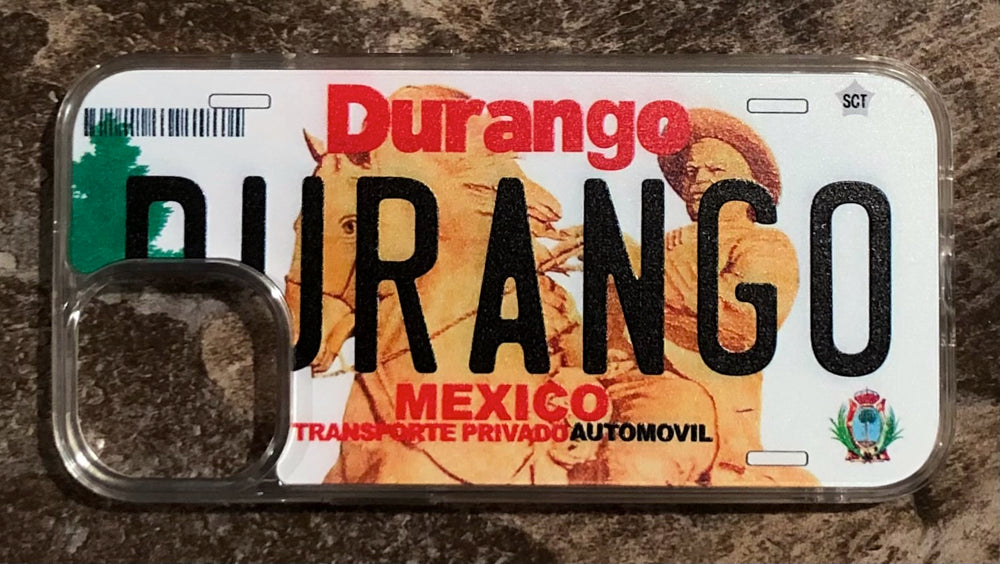 Durango
SCT
DURANGO
MEXICO
TRANSPORTE PRIVADO AUTOMOVIL